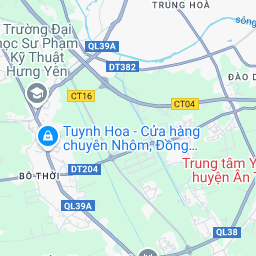 TRUNG HOÀ
Trường Đại
học Sư Phạm
Kỹ Thuật
Hưng Yên
QL39A
sông
DT382
ĐÀO D
CT16
CT04
Tuynh Hoa - Cửa hàng
chuyên Nhôm, Đồng...
Trung tâm Y
huyện Ân T
DT204
BÔ THỜI
QL39A
QL38